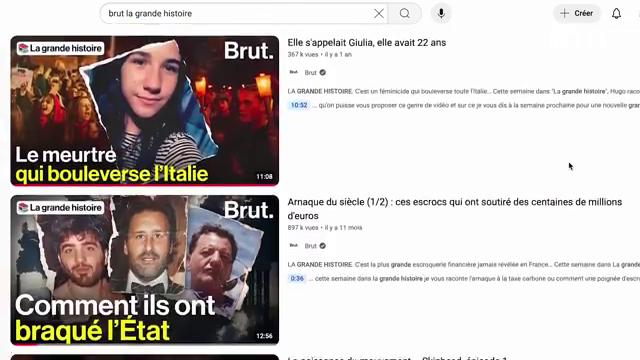 brut la grande histoire
Créer
La grande histoire
Brut.
Le meurtre
qui bouleverse l'Italie
11:08
Elle s'appelait Giulia, elle avait 22 ans
367 k vues • il y a 1 an
Brut
LA GRANDE HISTOIRE. C'est un féminicide qui bouleverse toute l'Italie... Cette semaine dans 'La grande histoire', Hugo raco
10:52 ... qu'on puisse vous proposer ce genre de vidéo et sur ce je vous dis à la semaine prochaine pour une nouvelle gran
La grande histoire
Brut.
Comment ils ont
braqué l'État
12:56
Arnaque du siècle (1/2) : ces escrocs qui ont soutiré des centaines de millions
d'euros
897 k vues • il y a 11 mois
Brut
LA GRANDE HISTOIRE. C'est la plus grande escroquerie financière jamais révélée en France... Cette semaine dans La grand
0:36 ... cette semaine dans la grande histoire je vous raconte l'arnaque à la taxe carbone ou comment une poignée d'escro